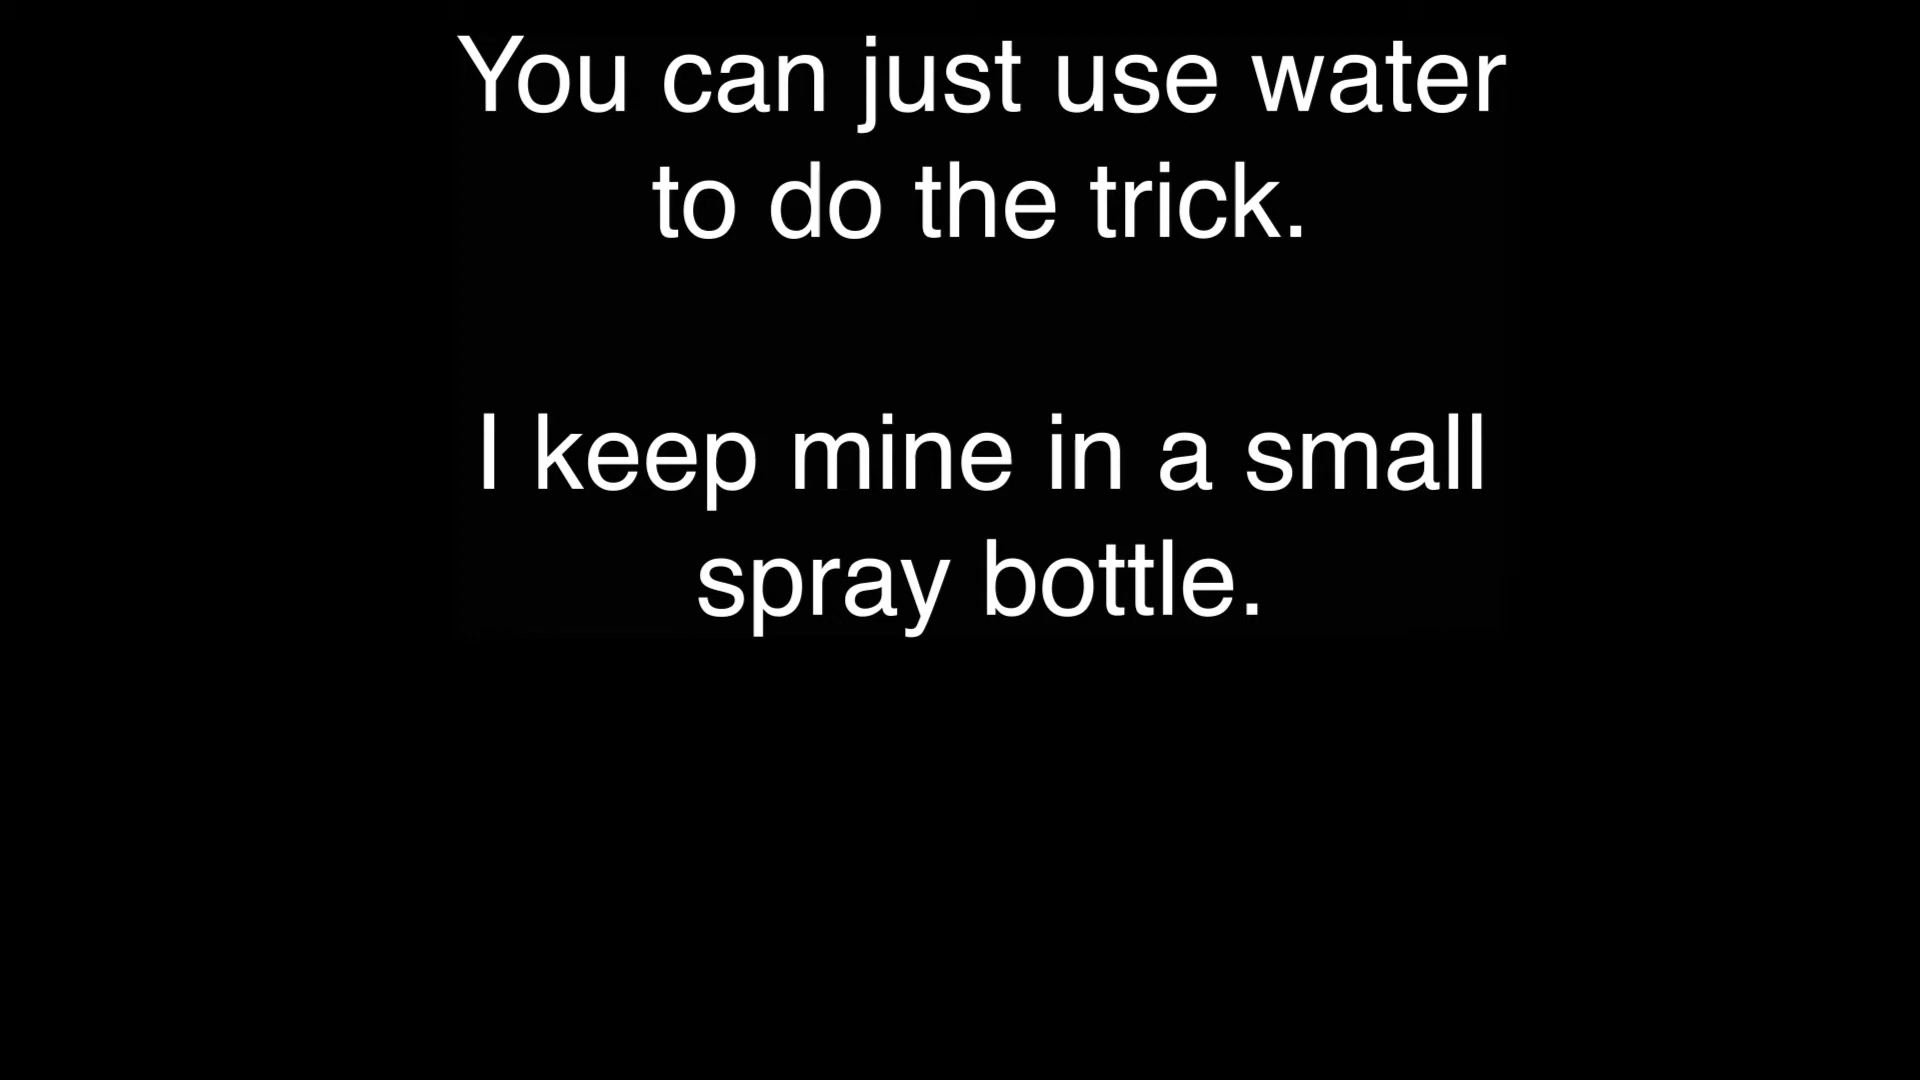 You can just use water
to do the trick.
I keep mine in a small
spray bottle.